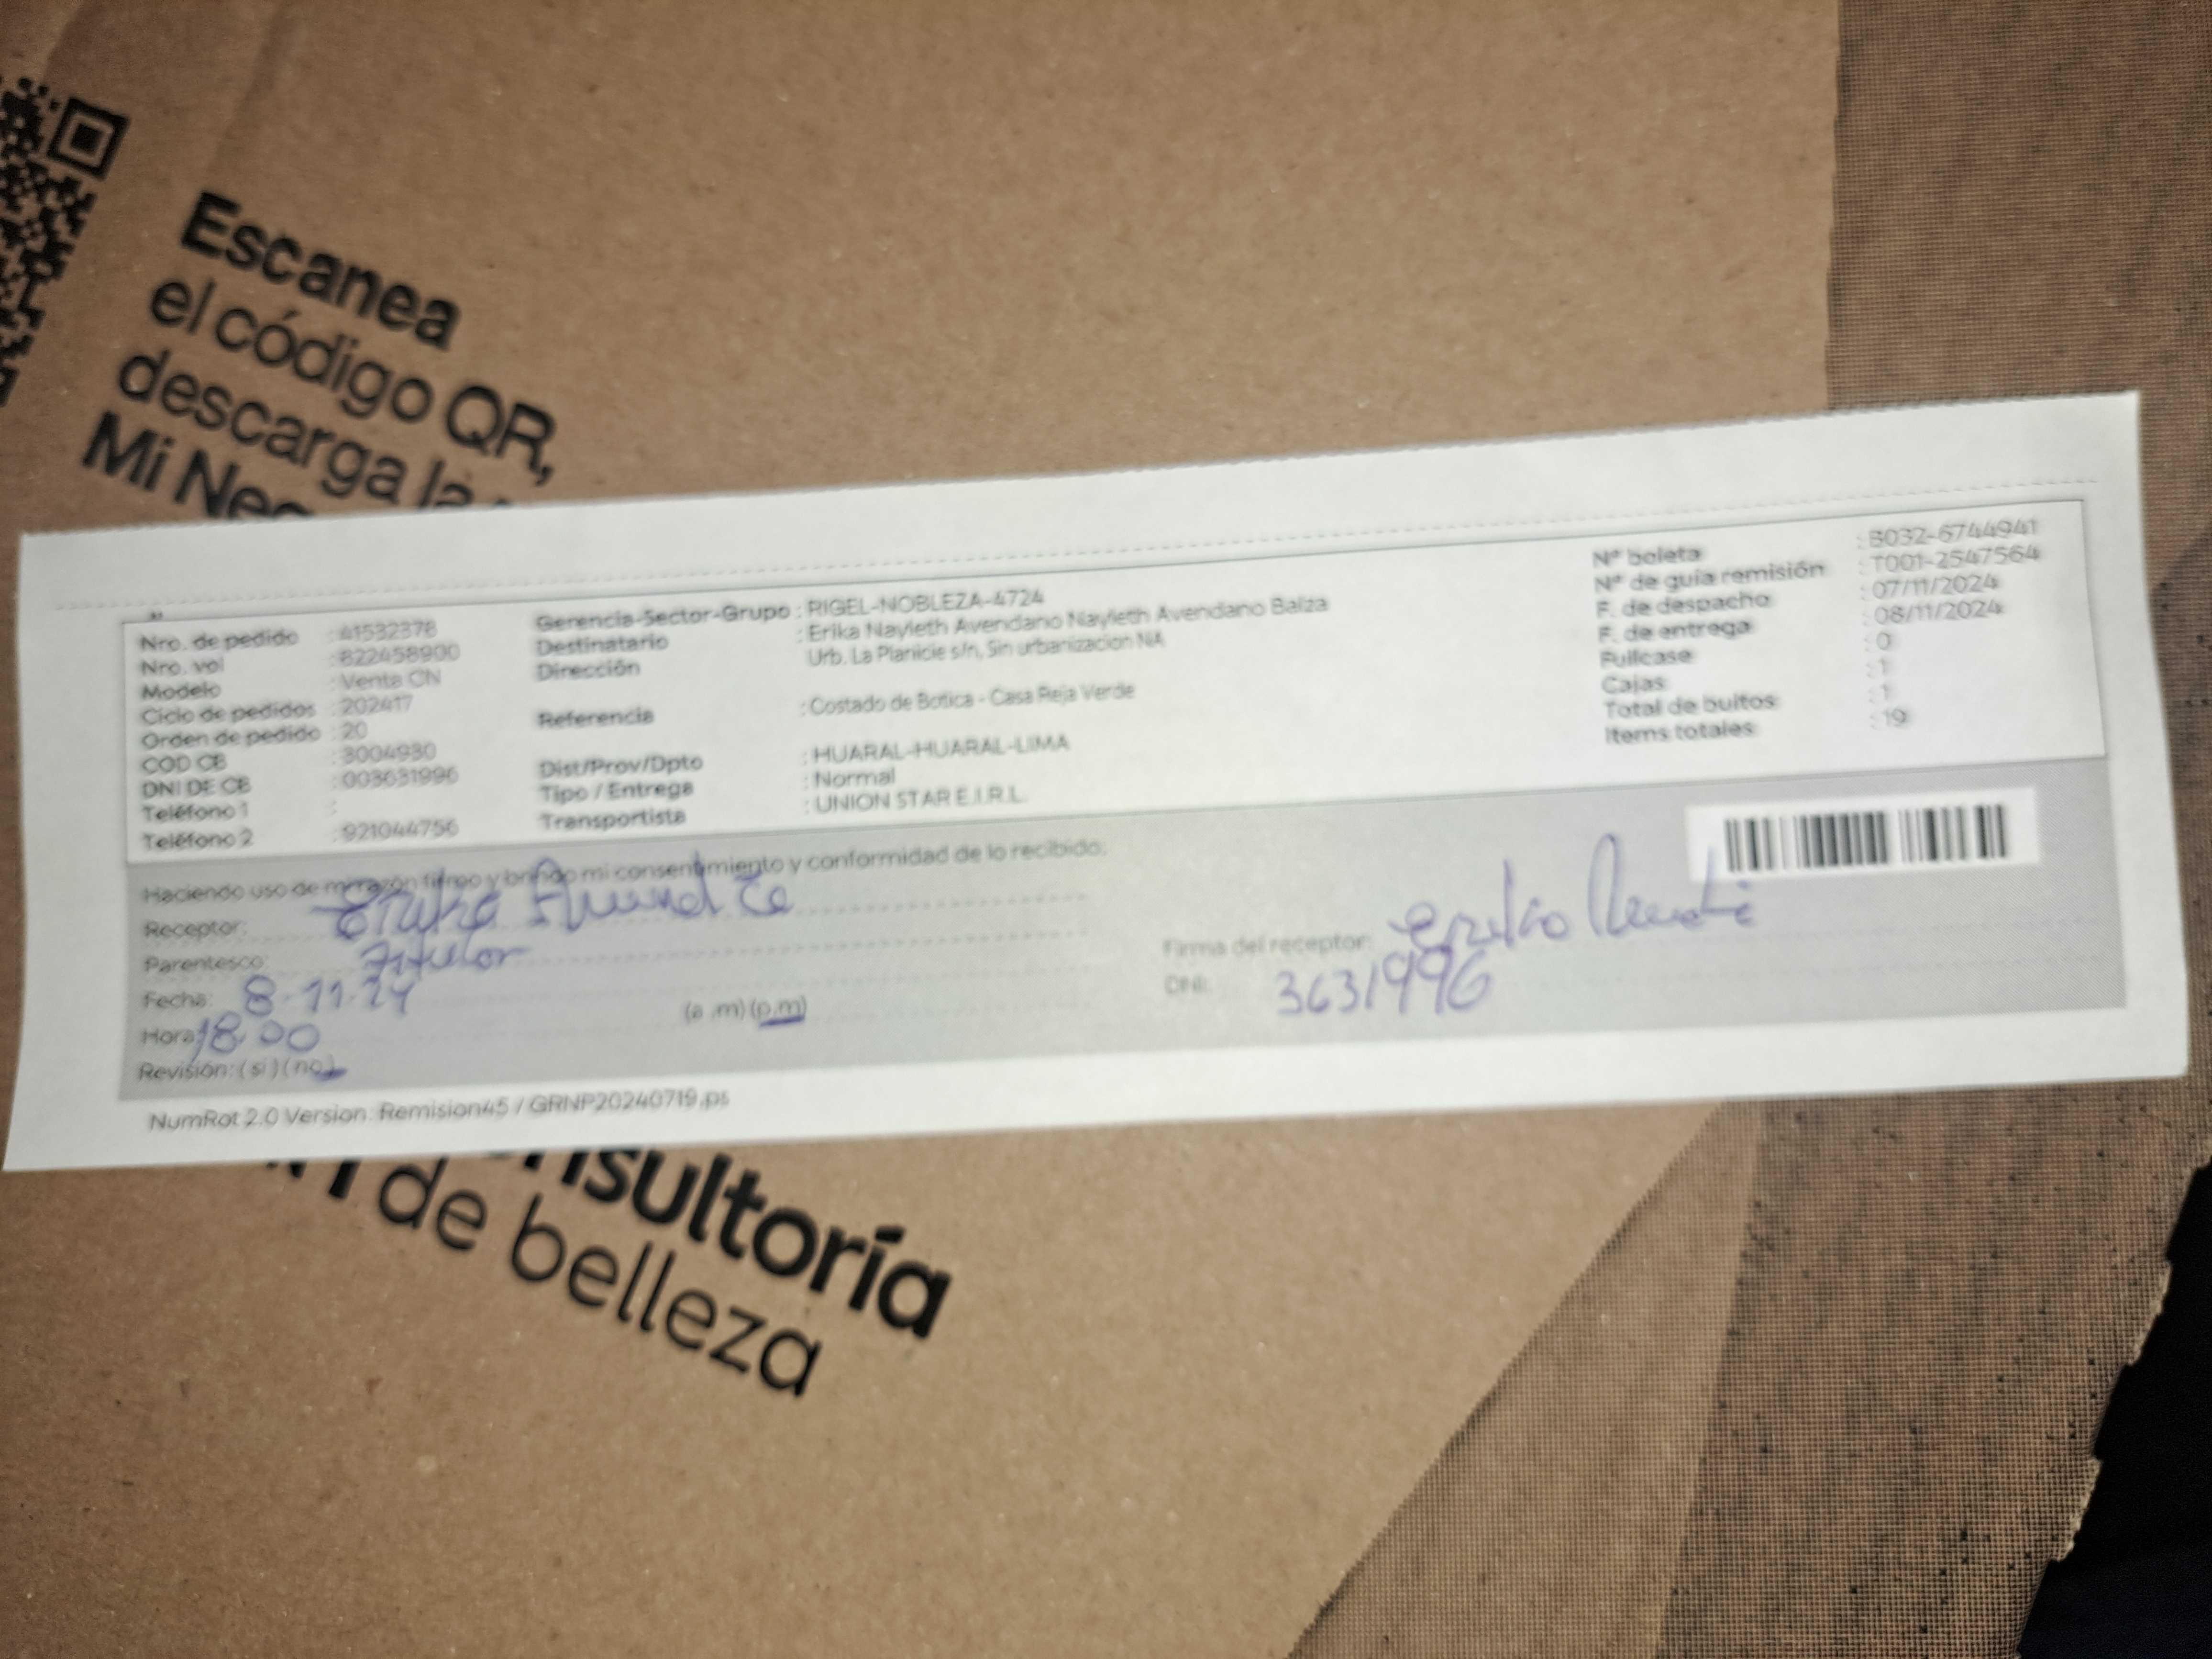 Escanea
el código QR,
descarga la
Mi Neg
Nro. de pedido : 41532378
Nro. vol : 822458900
Modelo : Venta CN
Ciclo de pedidos : 202417
Orden de pedido : 20
COD CB : 3004930
DNI DE CB : 003631996
Teléfono 1 :
Teléfono 2 : 921044756
Gerencia-Sector-Grupo : RIGEL-NOBLEZA-4724
Destinatario : Erika Nayleth Avendano Nayleth Avendano Balza
Dirección Urb. La Planicie s/n, Sin urbanizacion NA
Referencia : Costado de Botica - Casa Reja Verde
Dist/Prov/Dpto : HUARAL-HUARAL-LIMA
Tipo / Entrega : Normal
Transportista : UNION STAR E.I.R.L.
N° boleta : B032-6744941
N° de guía remisión : T001-2547564
F. de despacho : 07/11/2024
F. de entrega : 08/11/2024
Fullcase : 0
Cajas : 1
Total de bultos : 1
Items totales : 19
Haciendo uso de mi razón firmo y brindo mi consentimiento y conformidad de lo recibido:
Receptor: Erika
Parentesco: Titular
Fecha: 8-11-24
Hora: 18:00 (a .m) (p.m)
Revisión: ( si ) ( no )
Firma del receptor:
DNI: 3631996
NumRot 2.0 Version: Remision45 / GRNP20240719.ps
nsultoría
de belleza